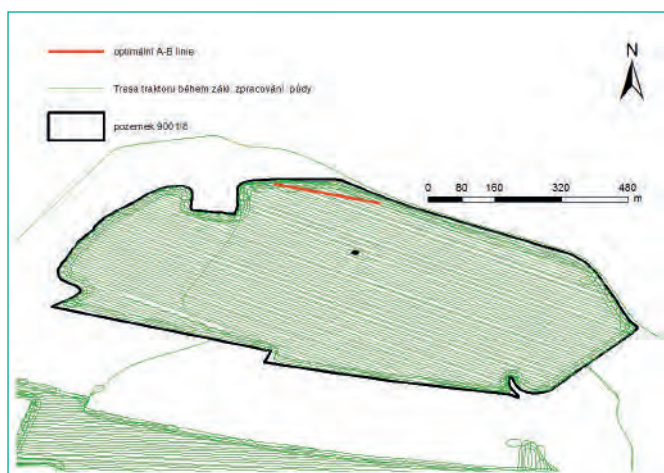 optimální A-B linie
Trasa traktoru během zákl. zpracování půdy
pozemek 9001/8
N
0 80 160 320 480
m